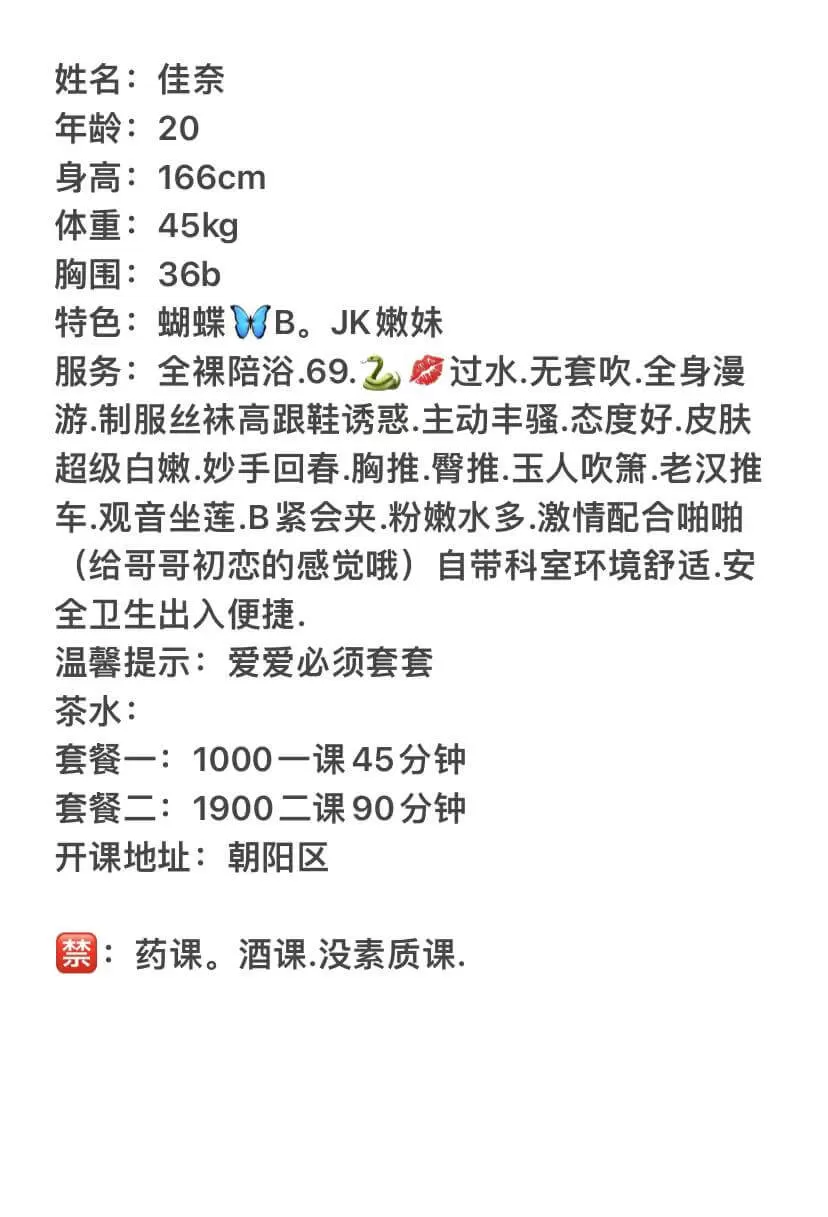 姓名：佳奈
年龄：20
身高：166cm
体重：45kg
胸围：36b
特色：蝴蝶🦋B。JK嫩妹
服务：全裸陪浴.69.🐍💋过水.无套吹.全身漫
游.制服丝袜高跟鞋诱惑.主动丰骚.态度好.皮肤
超级白嫩.妙手回春.胸推.臀推.玉人吹箫.老汉推
车.观音坐莲.B紧会夹.粉嫩水多.激情配合啪啪
（给哥哥初恋的感觉哦）自带科室环境舒适.安
全卫生出入便捷.
温馨提示：爱爱必须套套
茶水：
套餐一：1000一课45分钟
套餐二：1900二课90分钟
开课地址：朝阳区
🈲：药课。酒课.没素质课.